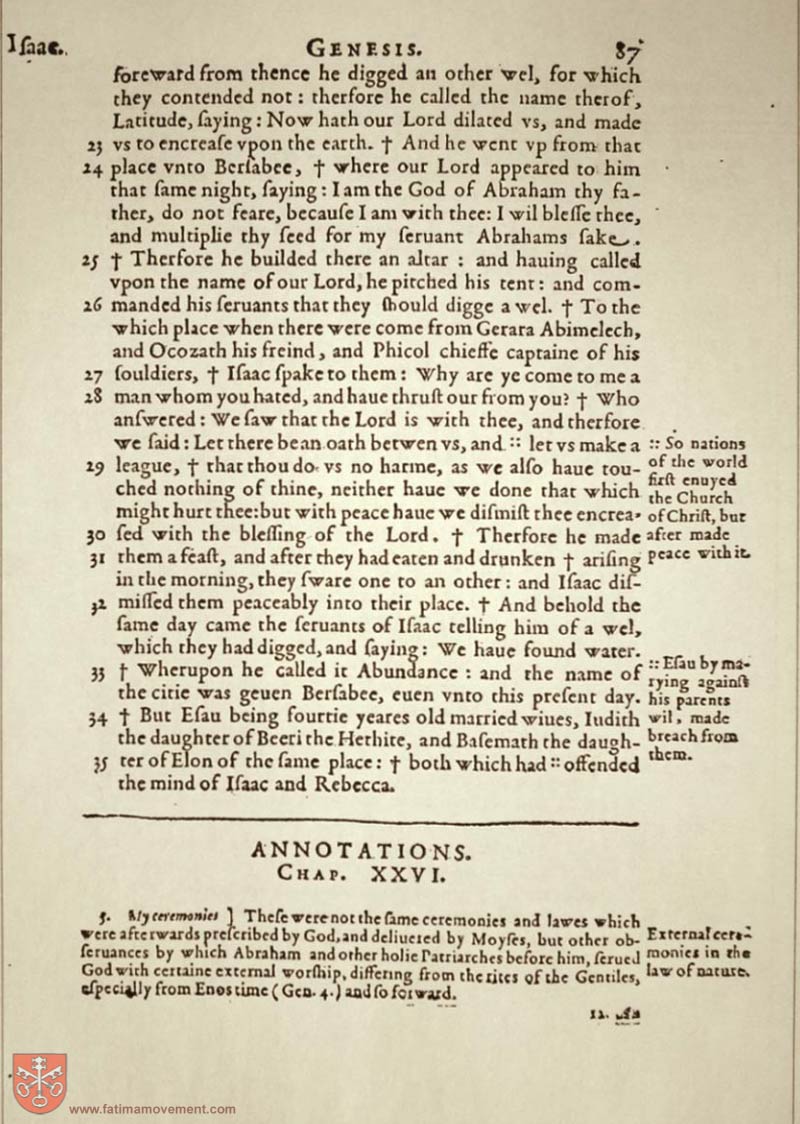 Iſaac.
GENESIS.
87
foreward from thence he digged an other wel, for which
they contended not: therfore he called the name therof,
Latitude, ſaying: Now hath our Lord dilated vs, and made
23 vs to encreaſe vpon the earth. † And he went vp from that
24 place vnto Berſabee, † where our Lord appeared to him
that ſame night, ſaying: I am the God of Abraham thy fa-
ther, do not feare, becauſe I am with thee: I wil bleſſe thee,
and multiplie thy ſeed for my ſeruant Abrahams ſake.
25 † Therfore he builded there an altar: and hauing called
vpon the name of our Lord, he pitched his tent: and com-
26 manded his ſeruants that they ſhould digge a wel. † To the
which place when there were come from Gerara Abimelech,
and Ocozath his freind, and Phicol chieffe captaine of his
27 ſouldiers, † Iſaac ſpake to them: Why are ye come to me a
28 man whom you hated, and haue thruſt our from you? † Who
anſwered: We ſaw that the Lord is with thee, and therfore
we ſaid: Let there be an oath betwen vs, and :: let vs make a
29 league, † that thou do vs no harme, as we alſo haue tou-
ched nothing of thine, neither haue we done that which
might hurt thee: but with peace haue we diſmiſt thee encrea-
30 ſed with the bleſſing of the Lord. † Therfore he made
31 them a feaſt, and after they had eaten and drunken † ariſing
in the morning, they ſware one to an other: and Iſaac diſ-
32 miſſed them peaceably into their place. † And behold the
ſame day came the ſeruants of Iſaac telling him of a wel,
which they had digged, and ſaying: We haue found water.
33 † Wherupon he called it Abundance: and the name of
the citie was geuen Berſabee, euen vnto this preſent day.
34 † But Eſau being fourtie yeares old married wiues, Iudith
the daughter of Beeri the Hethite, and Baſemath the daugh-
35 ter of Elon of the ſame place: † both which had :: offended
the mind of Iſaac and Rebecca.
:: So nations
of the world
firſt enuyed
the Church
of Chriſt, but
after made
peace with it.
:: Eſau by ma-
rying againſt
his parents
wil, made
breach from
them.
ANNOTATIONS.
CHAP. XXVI.
5. My ceremonies ] Theſe were not the ſame ceremonies and lawes which
were afterwards preſcribed by God, and deliuered by Moyſes, but other ob-
ſeruances by which Abraham and other holie Patriarches before him, ſerued
God with certaine external worſhip, differing from the rites of the Gentiles,
eſpecially from Enos time (Gen. 4.) and ſo forward.
External cere-
monies in the
law of nature.
12. An
www.fatimamovement.com